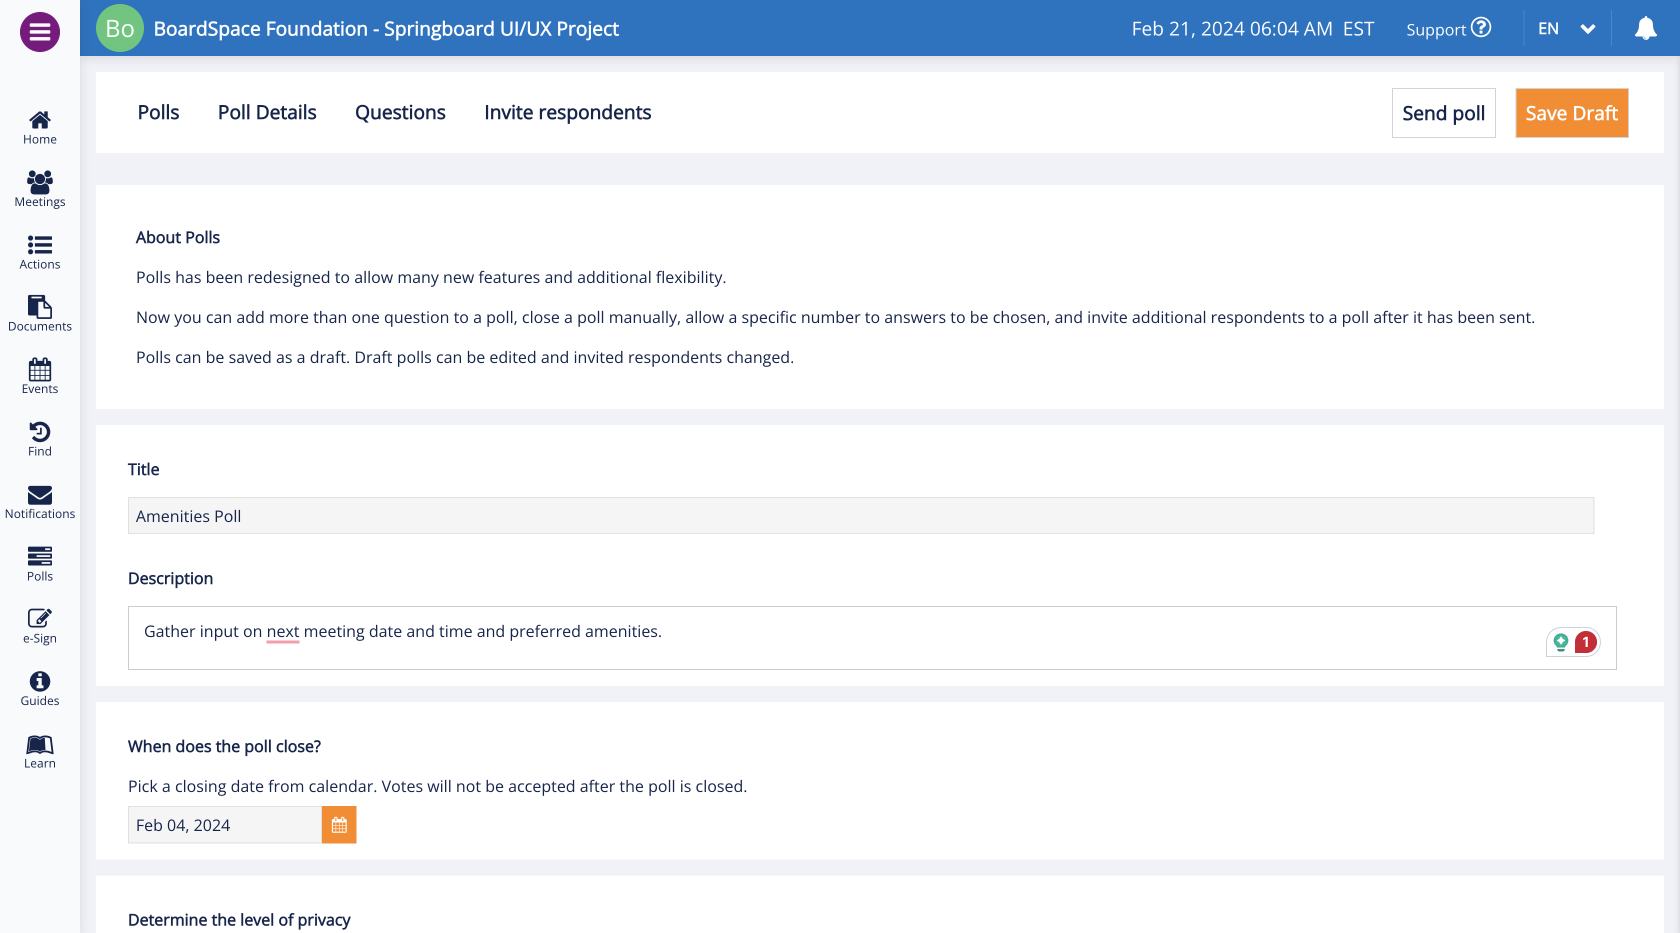 Bo BoardSpace Foundation - Springboard UI/UX Project Feb 21, 2024 06:04 AM EST Support EN
Polls Poll Details Questions Invite respondents Send poll Save Draft
Home
Meetings
Actions
Documents
Events
Find
Notifications
Polls
e-Sign
Guides
Learn
About Polls
Polls has been redesigned to allow many new features and additional flexibility.
Now you can add more than one question to a poll, close a poll manually, allow a specific number to answers to be chosen, and invite additional respondents to a poll after it has been sent.
Polls can be saved as a draft. Draft polls can be edited and invited respondents changed.
Title
Amenities Poll
Description
Gather input on next meeting date and time and preferred amenities.
1
When does the poll close?
Pick a closing date from calendar. Votes will not be accepted after the poll is closed.
Feb 04, 2024
Determine the level of privacy